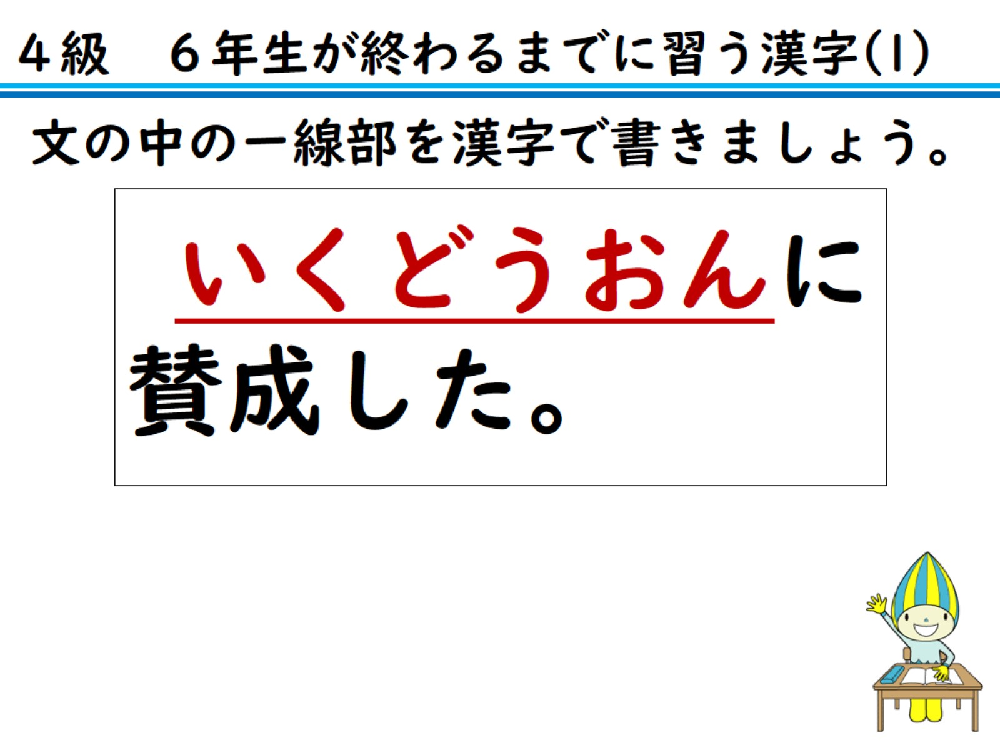 ４級　６年生が終わるまでに習う漢字(1)
文の中の一線部を漢字で書きましょう。
いくどうおんに
賛成した。